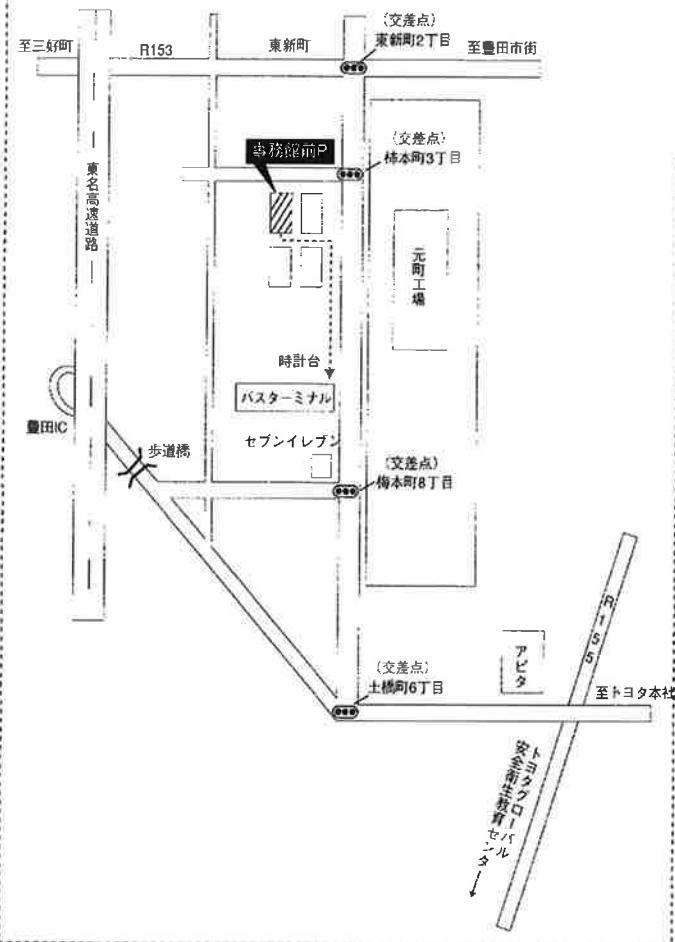 (交差点)
東新町2丁目
至三好町
R153
東新町
至豊田市街
事務館前P
(交差点)
柿本町3丁目
東名高速道路
元町工場
時計台
バスターミナル
豊田IC
歩道橋
セブンイレブン
(交差点)
梅本町8丁目
R155
アピタ
(交差点)
土橋町6丁目
至トヨタ本社
トヨタグローバル
安全衛生教育センタ